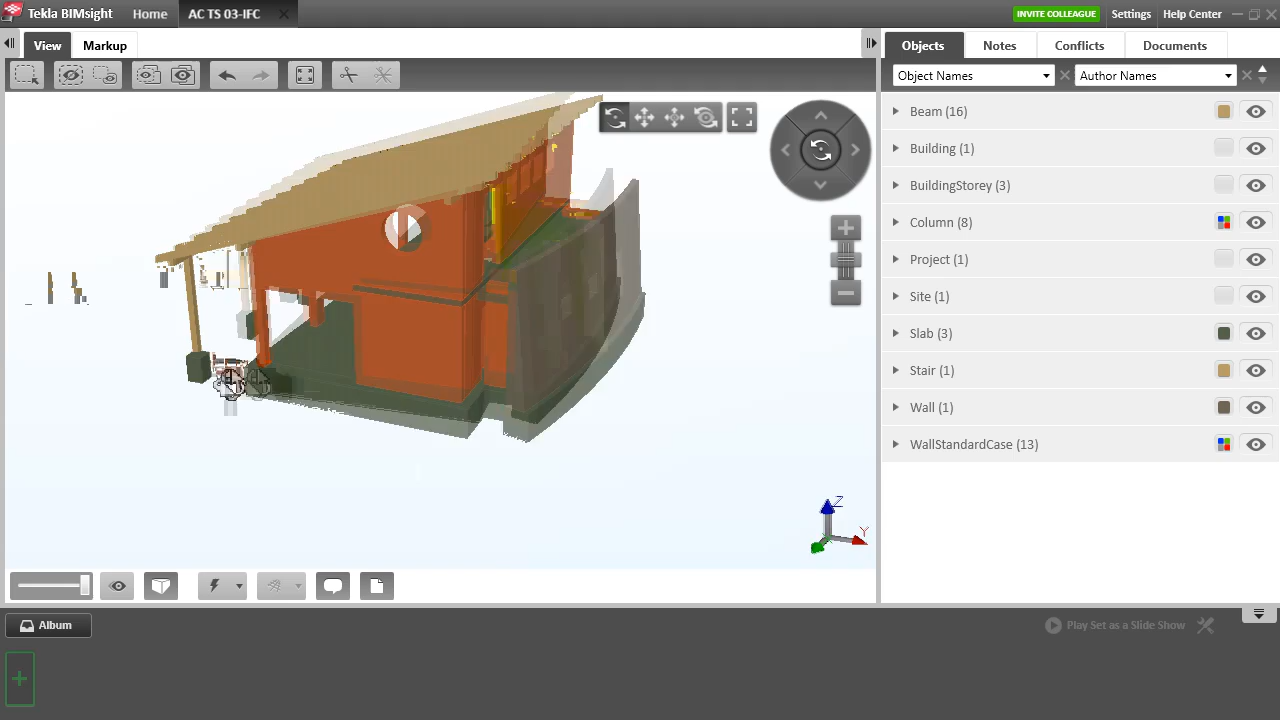 Tekla BIMsight
Home
AC TS 03-IFC
INVITE COLLEAGUE
Settings
Help Center
View
Markup
Objects
Notes
Conflicts
Documents
Object Names
Author Names
Beam (16)
Building (1)
BuildingStorey (3)
Column (8)
Project (1)
Site (1)
Slab (3)
Stair (1)
Wall (1)
WallStandardCase (13)
Z
Y
Album
Play Set as a Slide Show